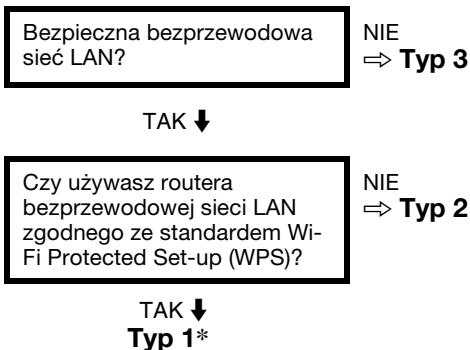 Bezpieczna bezprzewodowa
sieć LAN?
NIE
⇨ Typ 3
TAK ⬇
Czy używasz routera
bezprzewodowej sieci LAN
zgodnego ze standardem Wi-
Fi Protected Set-up (WPS)?
NIE
⇨ Typ 2
TAK ⬇
Typ 1*